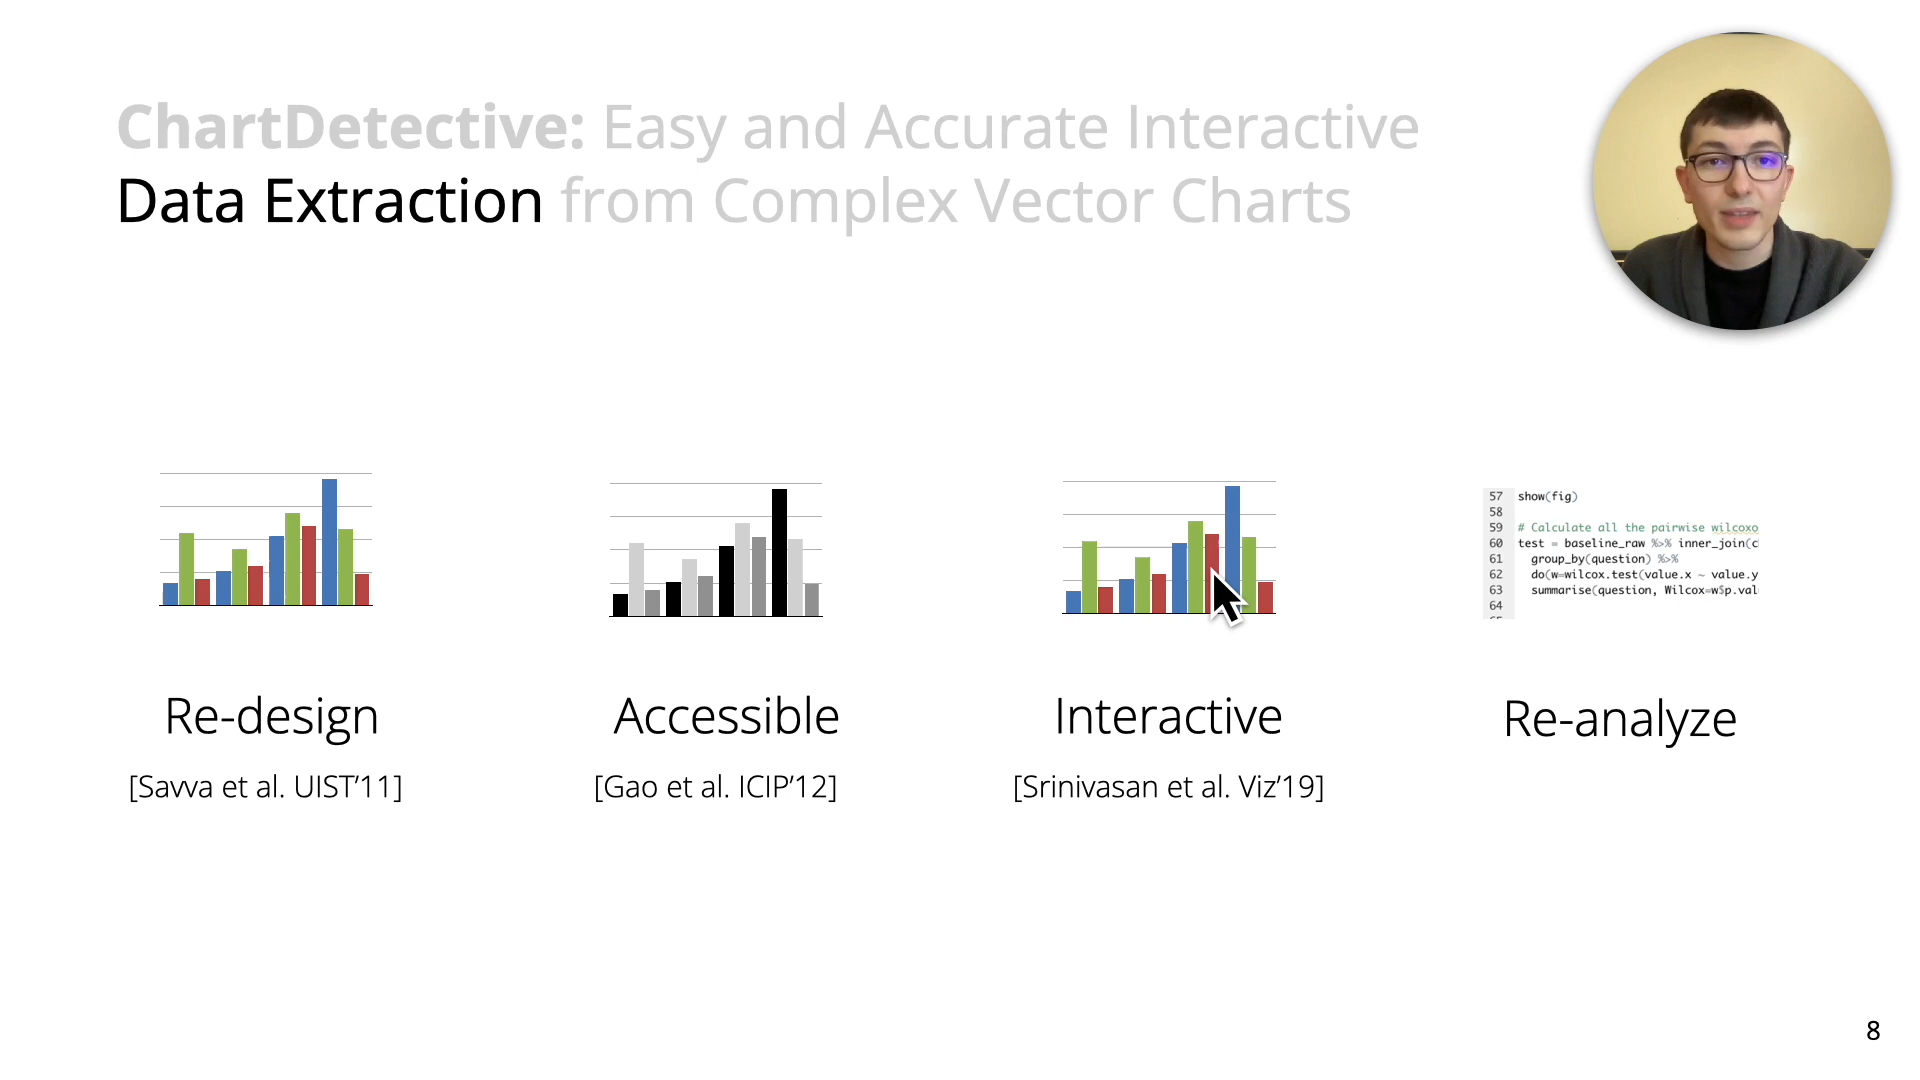 ChartDetective: Easy and Accurate Interactive
Data Extraction from Complex Vector Charts
57 show(fig)
58
59 # Calculate all the pairwise wilcoxo
60 test = baseline_raw %>% inner_join(c
61 group_by(question) %>%
62 do(w=wilcox.test(value.x ~ value.y
63 summarise(question, Wilcox=w$p.val
64
Re-design
Accessible
Interactive
Re-analyze
[Savva et al. UIST’11]
[Gao et al. ICIP’12]
[Srinivasan et al. Viz’19]
8